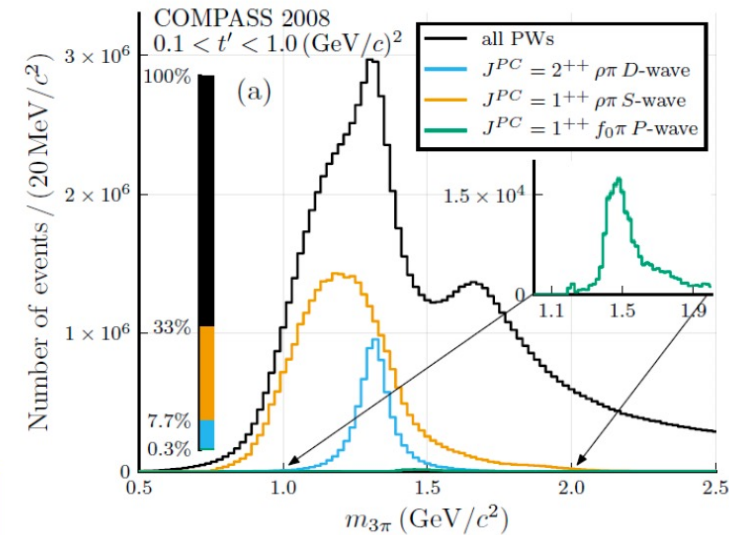 COMPASS 2008
0.1 < t′ < 1.0 (GeV/c)²
(a)
all PWs
J^{PC} = 2⁺⁺ ρπ D-wave
J^{PC} = 1⁺⁺ ρπ S-wave
J^{PC} = 1⁺⁺ f₀π P-wave
Number of events / (20 MeV/c²)
3 × 10⁶
2 × 10⁶
1 × 10⁶
0
100%
33%
7.7%
0.3%
1.5 × 10⁴
0
1.1 1.5 1.9
0.5 1.0 1.5 2.0 2.5
m₃π (GeV/c²)